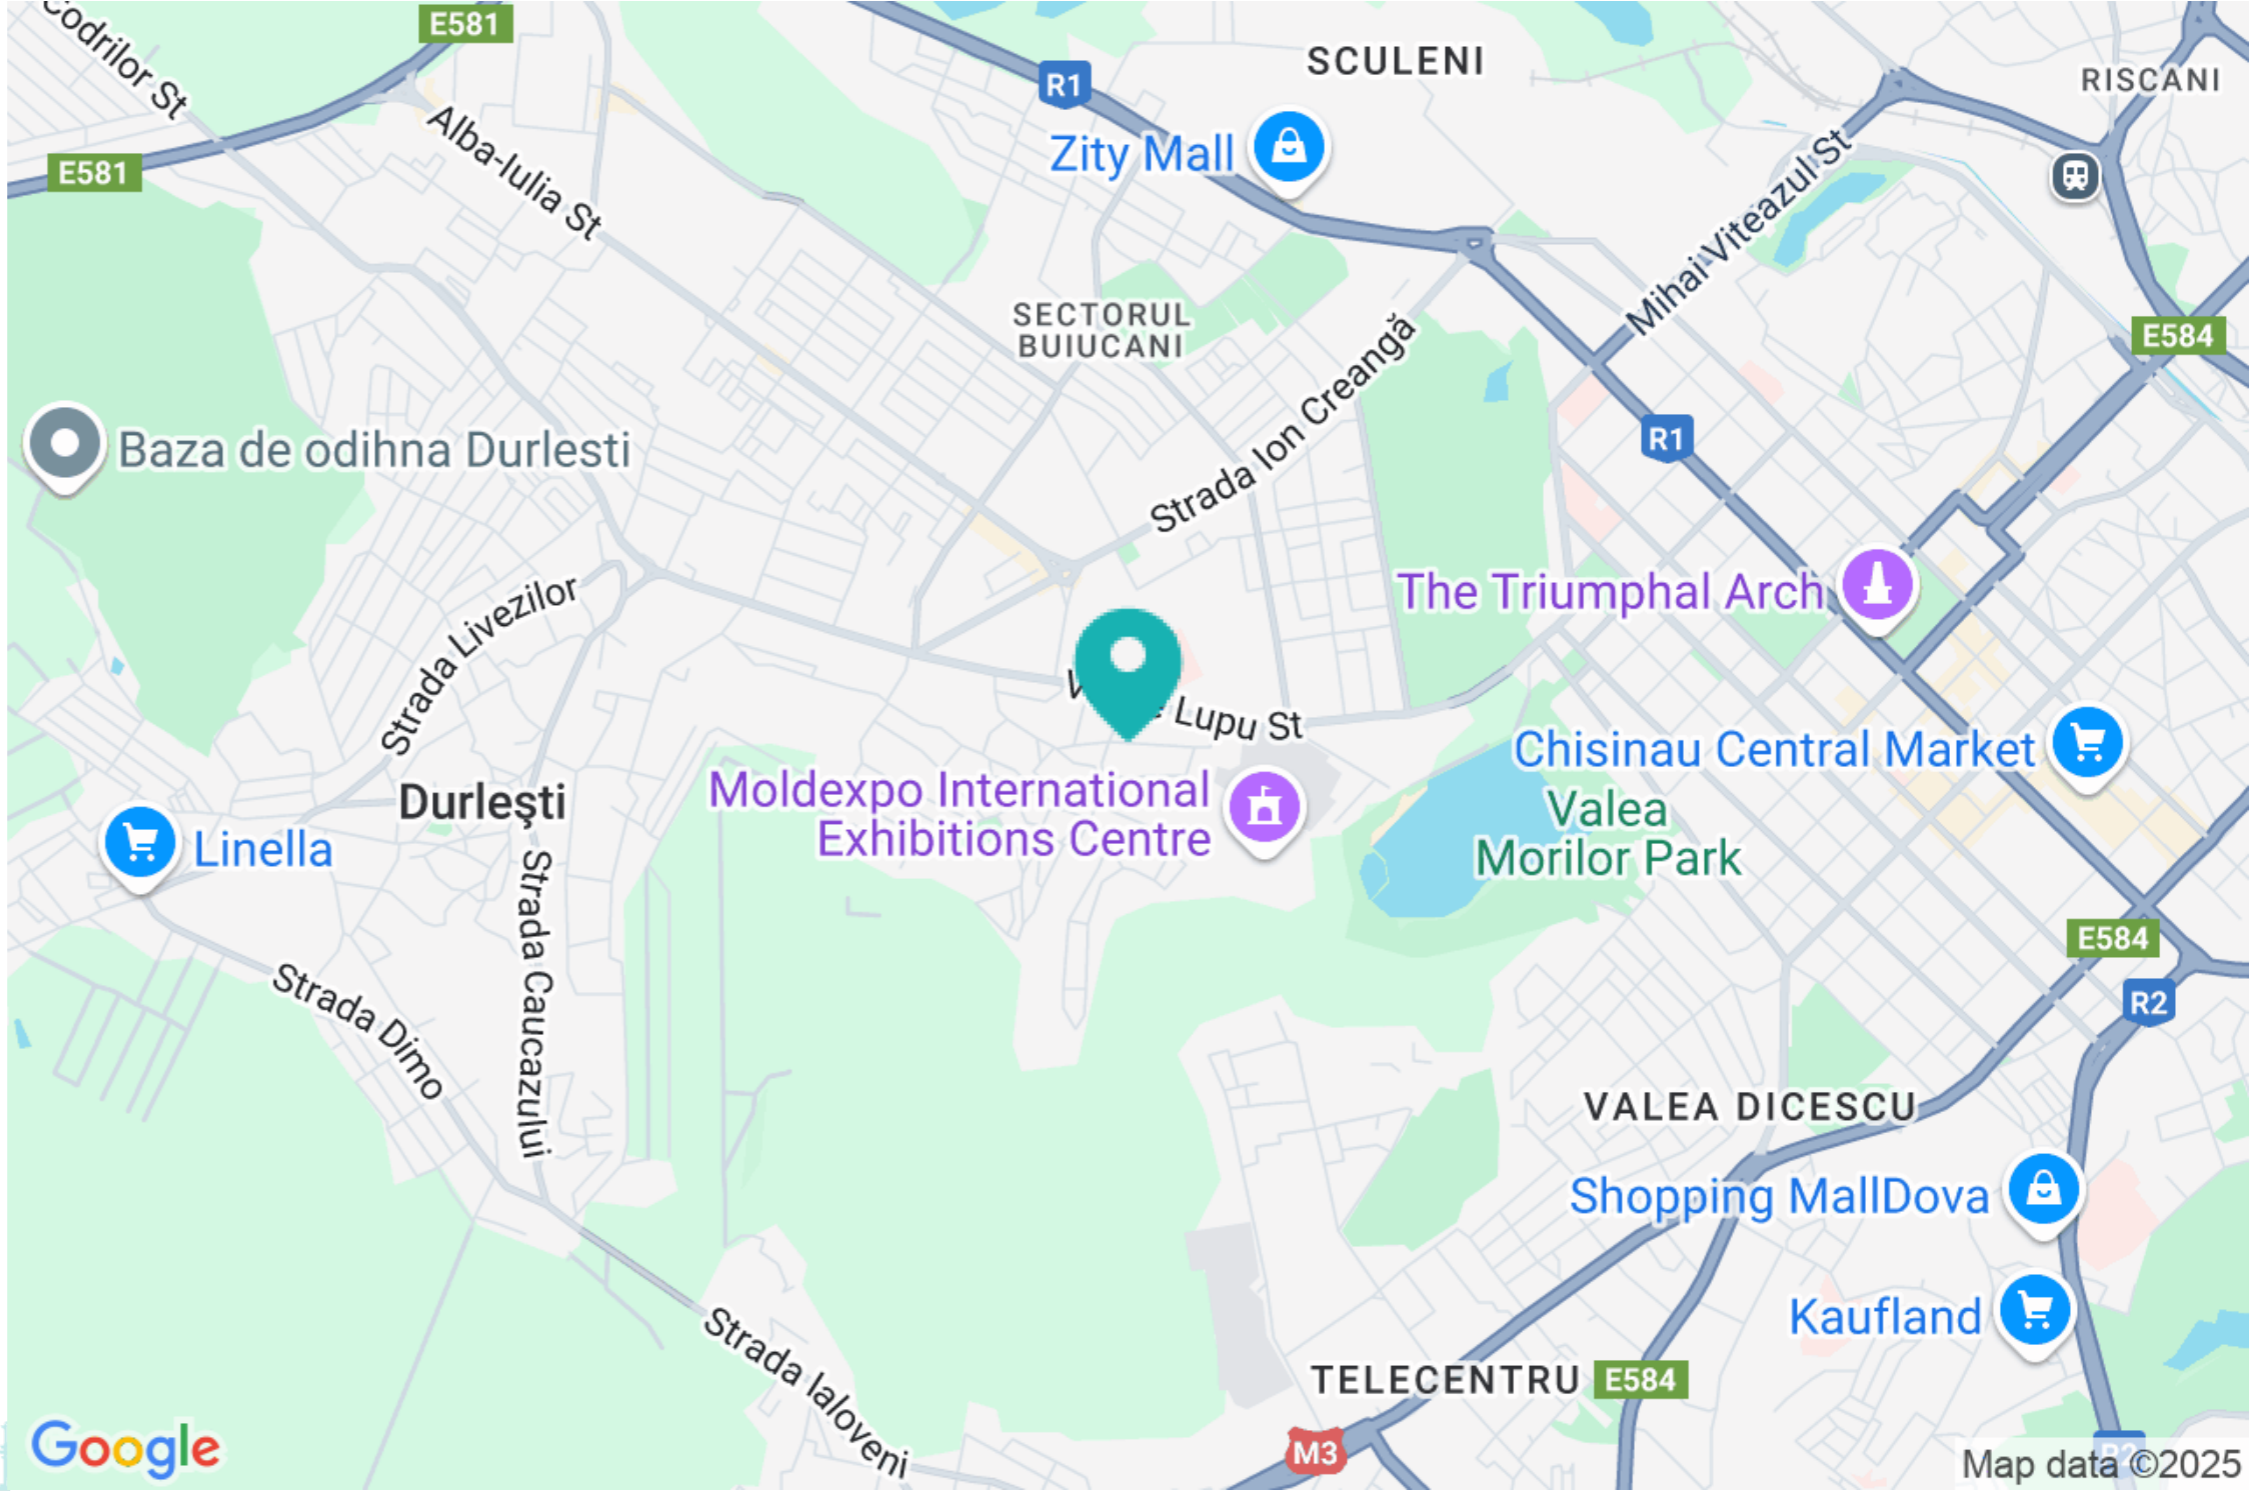 Codrilor St
E581
R1
SCULENI
RISCANI
Alba-Iulia St
Zity Mall
E581
Mihai Viteazul St
SECTORUL
BUIUCANI
E584
Strada Ion Creangă
R1
Baza de odihna Durlesti
Strada Livezilor
The Triumphal Arch
Lupu St
Chisinau Central Market
Moldexpo International
Exhibitions Centre
Valea
Morilor Park
Durleşti
Linella
Strada Caucazului
E584
Strada Dimo
R2
VALEA DICESCU
Shopping MallDova
Kaufland
Strada Ialoveni
TELECENTRU
E584
M3
R2
Google
Map data ©2025